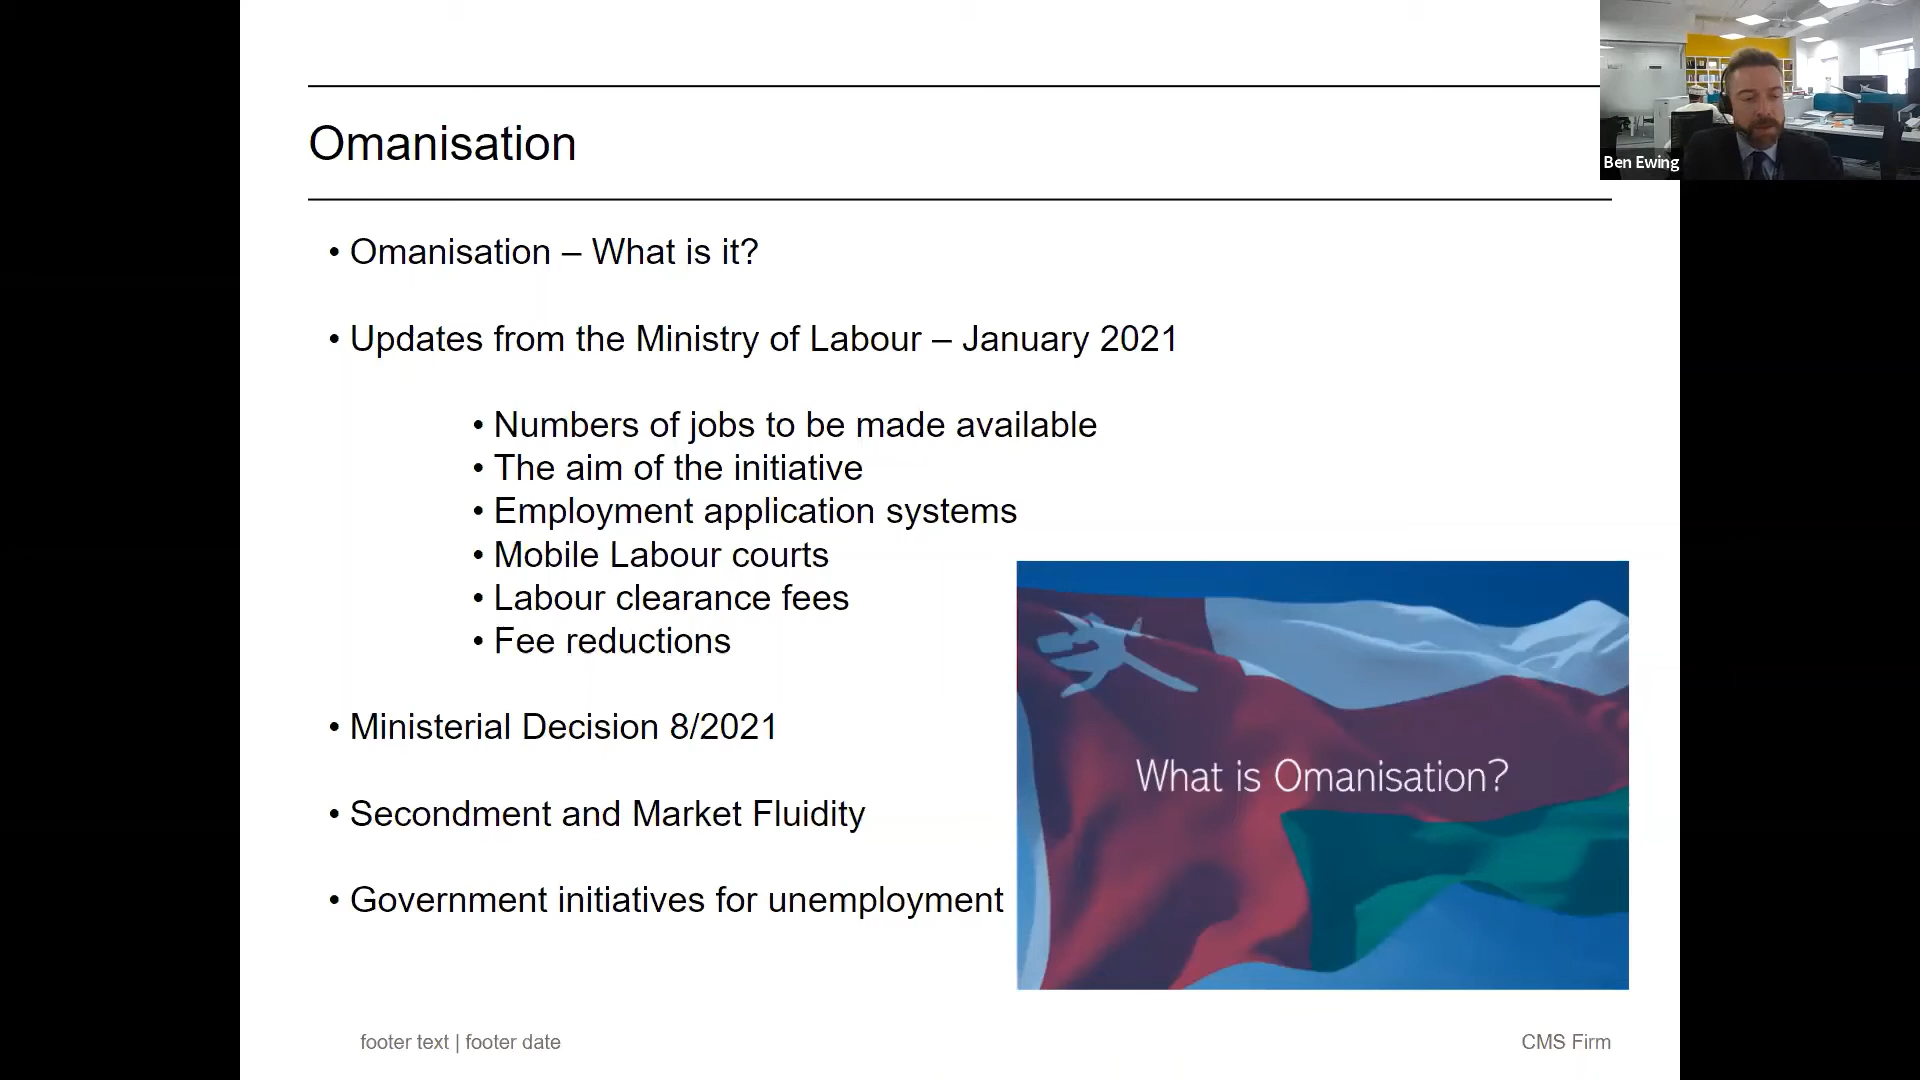 Omanisation
Ben Ewing
• Omanisation – What is it?
• Updates from the Ministry of Labour – January 2021
• Numbers of jobs to be made available
• The aim of the initiative
• Employment application systems
• Mobile Labour courts
• Labour clearance fees
• Fee reductions
• Ministerial Decision 8/2021
• Secondment and Market Fluidity
• Government initiatives for unemployment
What is Omanisation?
footer text | footer date
CMS Firm